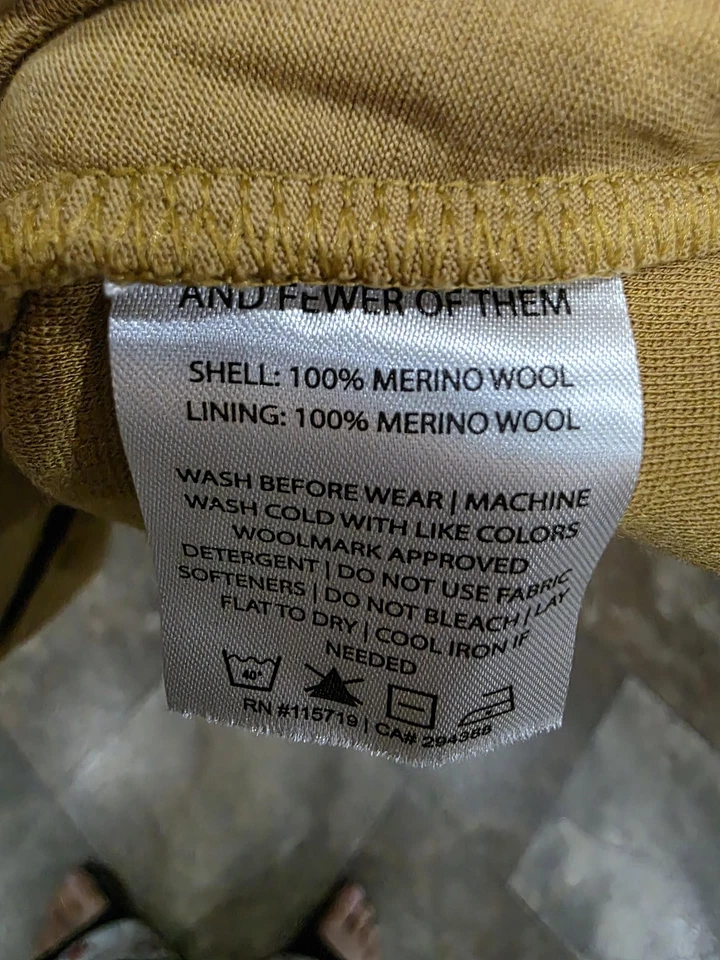 AND FEWER OF THEM
SHELL: 100% MERINO WOOL
LINING: 100% MERINO WOOL
WASH BEFORE WEAR | MACHINE
WASH COLD WITH LIKE COLORS
WOOLMARK APPROVED
DETERGENT | DO NOT USE FABRIC
SOFTENERS | DO NOT BLEACH | LAY
FLAT TO DRY | COOL IRON IF
NEEDED
40°
RN #115719 | CA# 294388